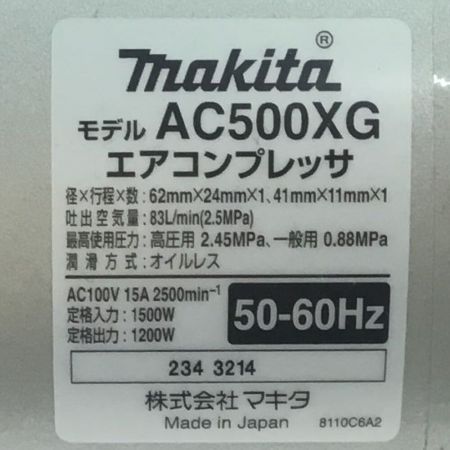 makita®
モデル AC500XG
エアコンプレッサ
径×行程×数:62mm×24mm×1、41mm×11mm×1
吐出空気量:83L/min(2.5MPa)
最高使用圧力:高圧用 2.45MPa、一般用 0.88MPa
潤滑方式:オイルレス
AC100V 15A 2500min⁻¹
定格入力:1500W
定格出力:1200W
50-60Hz
234 3214
株式会社マキタ
Made in Japan 8110C6A2